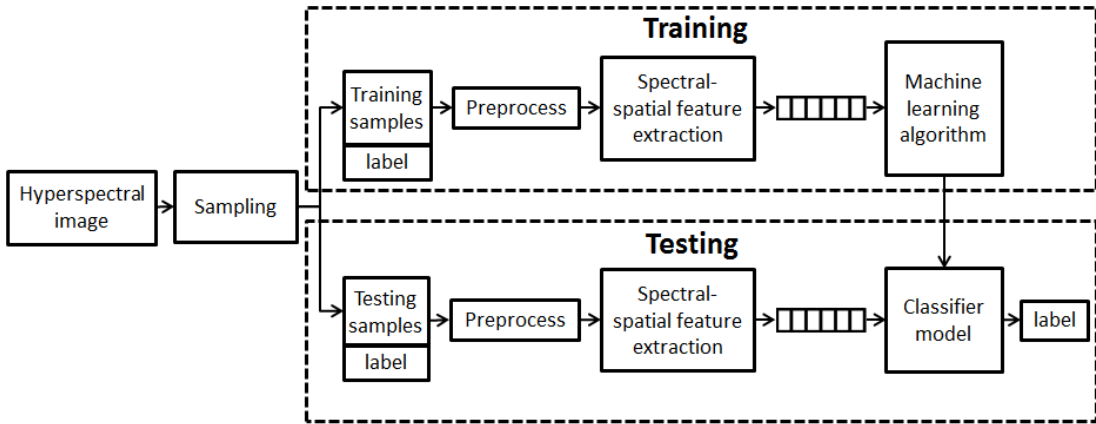 Training
Training
samples
label
Preprocess
Spectral-
spatial feature
extraction
Machine
learning
algorithm
Hyperspectral
image
Sampling
Testing
Testing
samples
label
Preprocess
Spectral-
spatial feature
extraction
Classifier
model
label